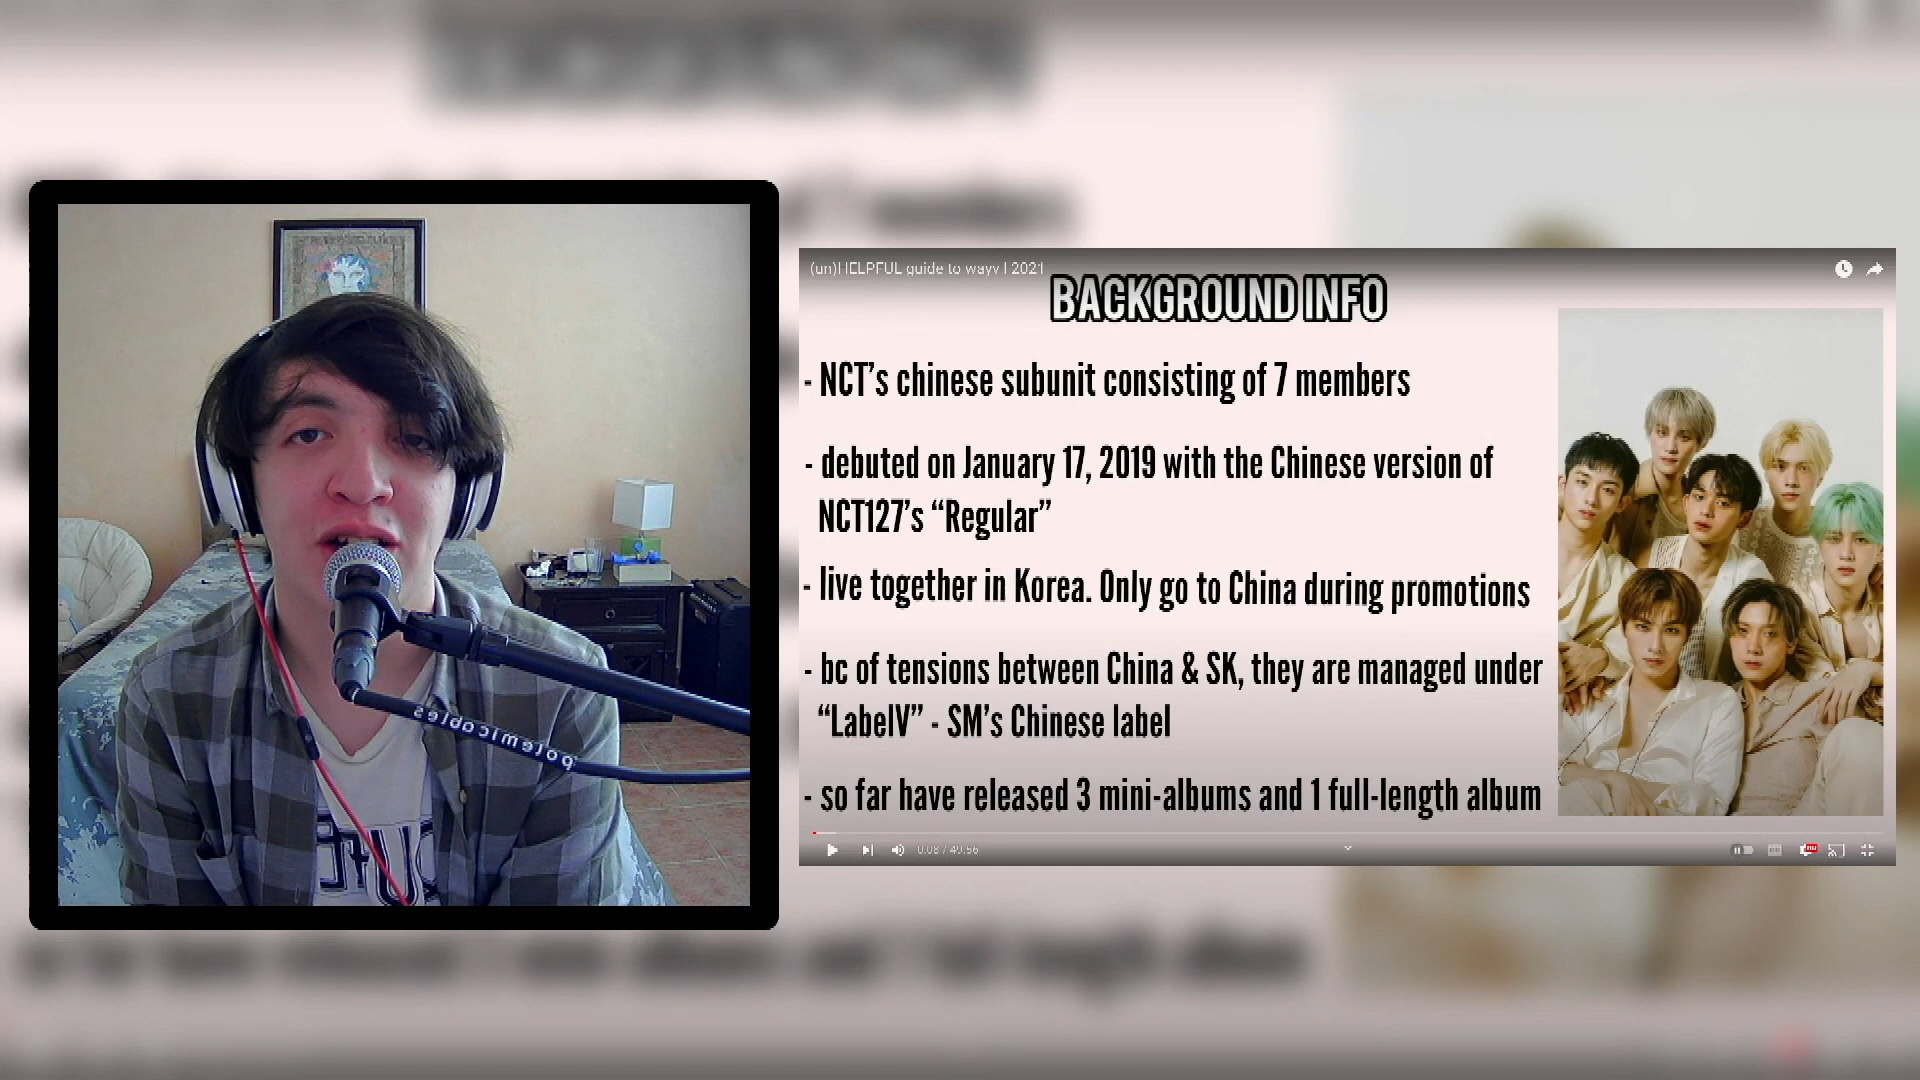 (un)HELPFUL guide to wayv | 2021
BACKGROUND INFO
- NCT's chinese subunit consisting of 7 members
- debuted on January 17, 2019 with the Chinese version of
NCT127's “Regular”
- live together in Korea. Only go to China during promotions
- bc of tensions between China & SK, they are managed under
“LabelV” - SM's Chinese label
- so far have released 3 mini-albums and 1 full-length album
0:08 / 49:56